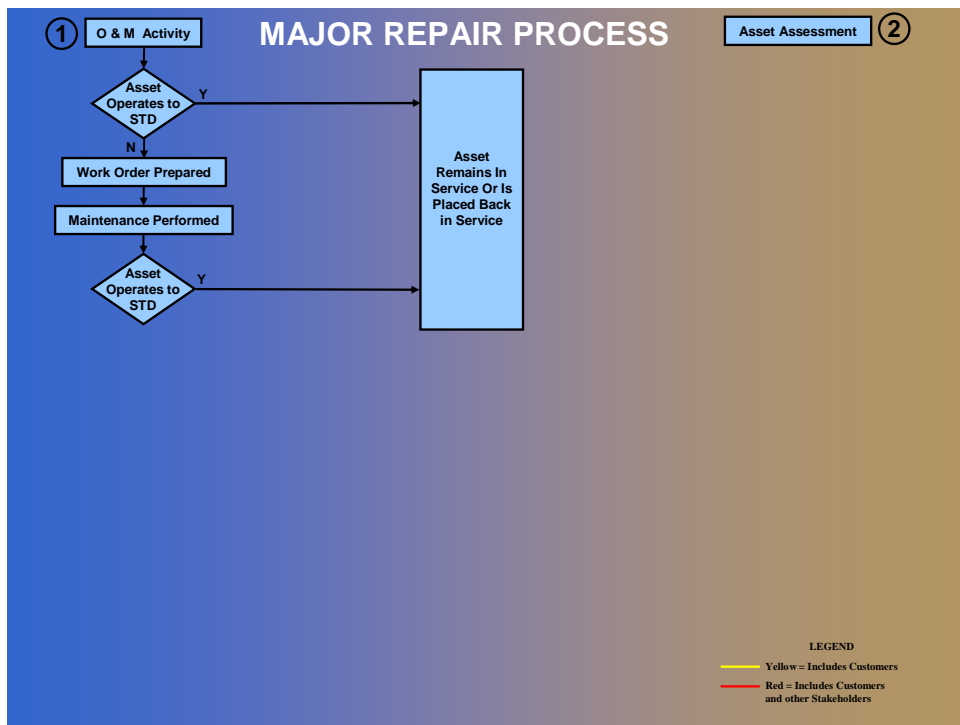 1
O & M Activity
MAJOR REPAIR PROCESS
Asset Assessment
2
Asset
Operates to
STD
Y
N
Work Order Prepared
Maintenance Performed
Asset
Operates to
STD
Y
Asset
Remains In
Service Or Is
Placed Back
in Service
LEGEND
Yellow = Includes Customers
Red = Includes Customers
and other Stakeholders